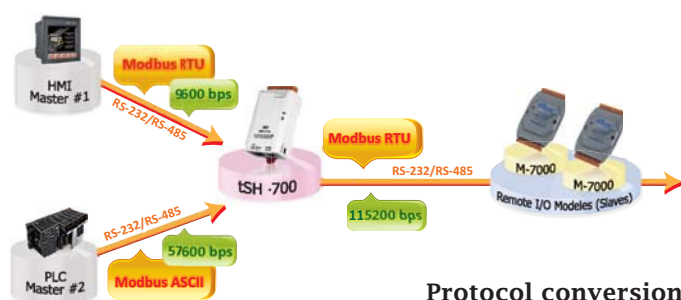 Modbus RTU
9600 bps
HMI
Master #1
RS-232/RS-485
Modbus RTU
RS-232/RS-485
tSH -700
115200 bps
M-7000
M-7000
Remote I/O Modeles (Slaves)
RS-232/RS-485
57600 bps
PLC
Master #2
Modbus ASCII
Protocol conversion